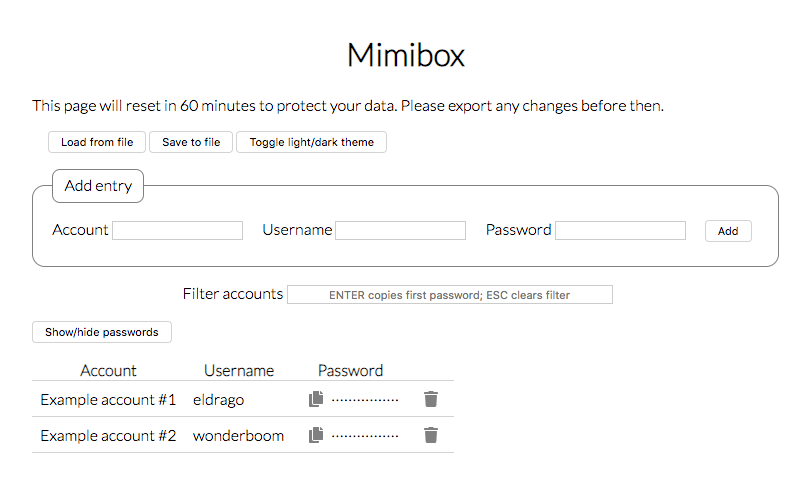 Mimibox
This page will reset in 60 minutes to protect your data. Please export any changes before then.
Load from file Save to file Toggle light/dark theme
Add entry
Account Username Password Add
Filter accounts ENTER copies first password; ESC clears filter
Show/hide passwords
Account Username Password
Example account #1 eldrago ················
Example account #2 wonderboom ················